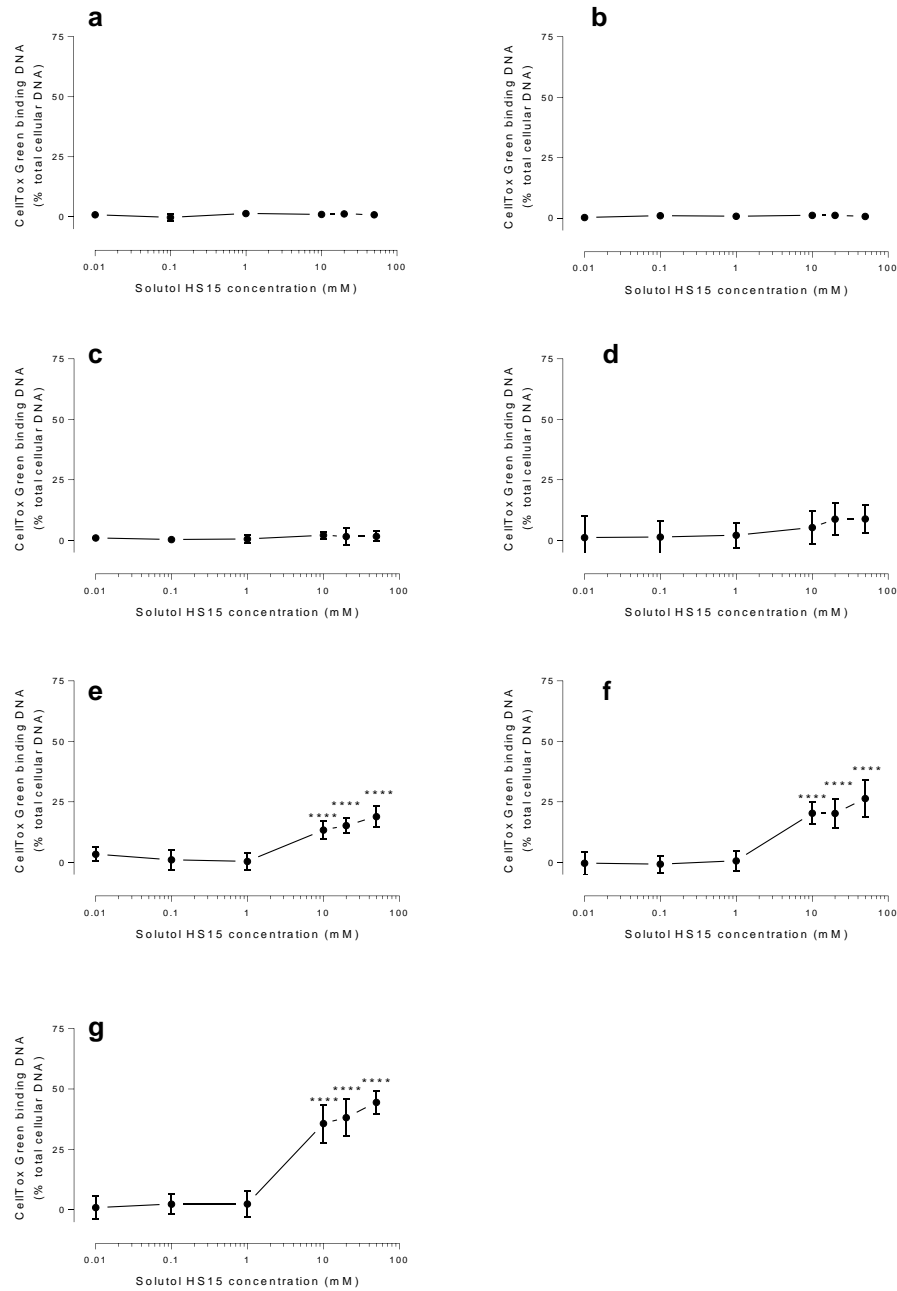 a
CellTox Green binding DNA
(% total cellular DNA)
75
50
25
0
0.01 0.1 1 10 100
Solutol HS15 concentration (mM)
b
CellTox Green binding DNA
(% total cellular DNA)
75
50
25
0
0.01 0.1 1 10 100
Solutol HS15 concentration (mM)
c
CellTox Green binding DNA
(% total cellular DNA)
75
50
25
0
0.01 0.1 1 10 100
Solutol HS15 concentration (mM)
d
CellTox Green binding DNA
(% total cellular DNA)
75
50
25
0
0.01 0.1 1 10 100
Solutol HS15 concentration (mM)
e
CellTox Green binding DNA
(% total cellular DNA)
75
50
25
0
**** **** ****
0.01 0.1 1 10 100
Solutol HS15 concentration (mM)
f
CellTox Green binding DNA
(% total cellular DNA)
75
50
25
0
**** **** ****
0.01 0.1 1 10 100
Solutol HS15 concentration (mM)
g
CellTox Green binding DNA
(% total cellular DNA)
75
50
25
0
**** **** ****
0.01 0.1 1 10 100
Solutol HS15 concentration (mM)